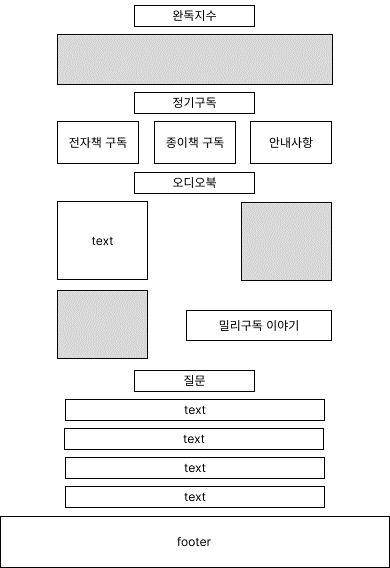 완독지수
정기구독
전자책 구독
종이책 구독
안내사항
오디오북
text
밀리구독 이야기
질문
text
text
text
text
footer